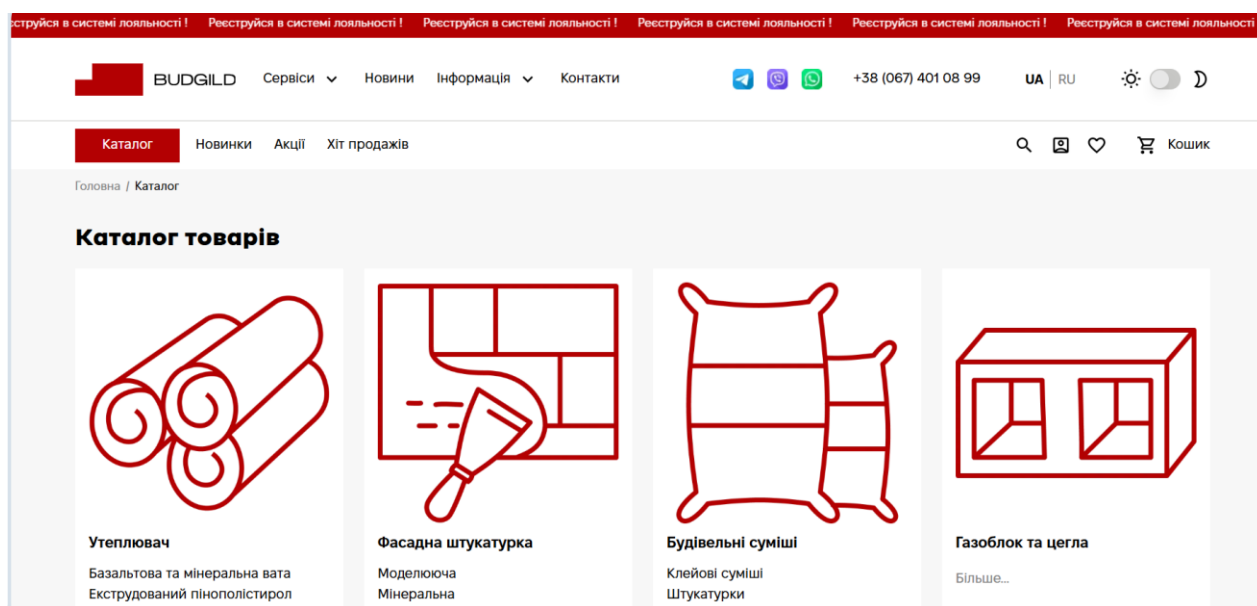 струйся в системі лояльності ! Реєструйся в системі лояльності ! Реєструйся в системі лояльності ! Реєструйся в системі лояльності ! Реєструйся в системі лояльності ! Реєструйся в системі лояльності
BUDGILD Сервіси Новини Інформація Контакти +38 (067) 401 08 99 UA | RU
Каталог Новинки Акції Хіт продажів Кошик
Головна / Каталог
Каталог товарів
Утеплювач Фасадна штукатурка Будівельні суміші Газоблок та цегла
Базальтова та мінеральна вата Моделююча Клейові суміші Більше...
Екструдований пінополістирол Мінеральна Штукатурки